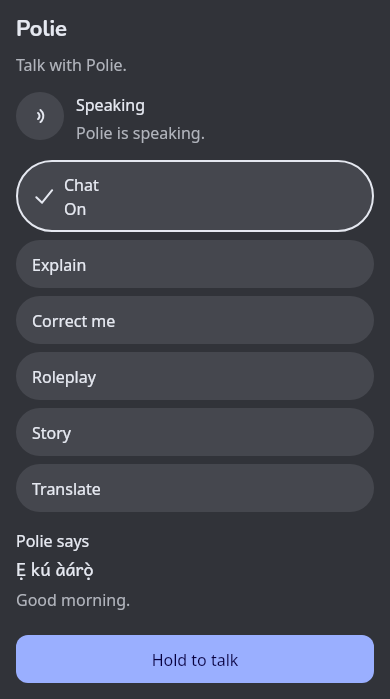 Polie
Talk with Polie.
Speaking
Polie is speaking.
Chat
On
Explain
Correct me
Roleplay
Story
Translate
Polie says
Ẹ kú àárọ̀
Good morning.
Hold to talk